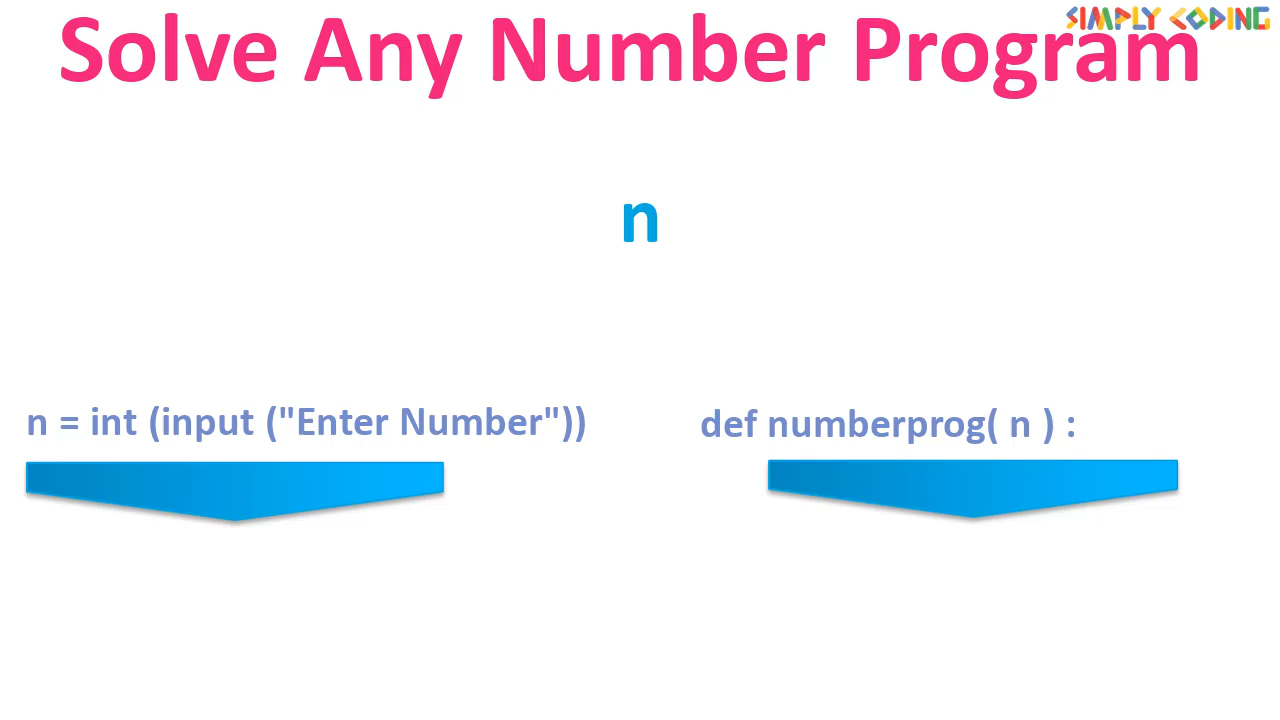 SIMPLY CODING
Solve Any Number Program
n
n = int (input ("Enter Number"))
def numberprog( n ) :